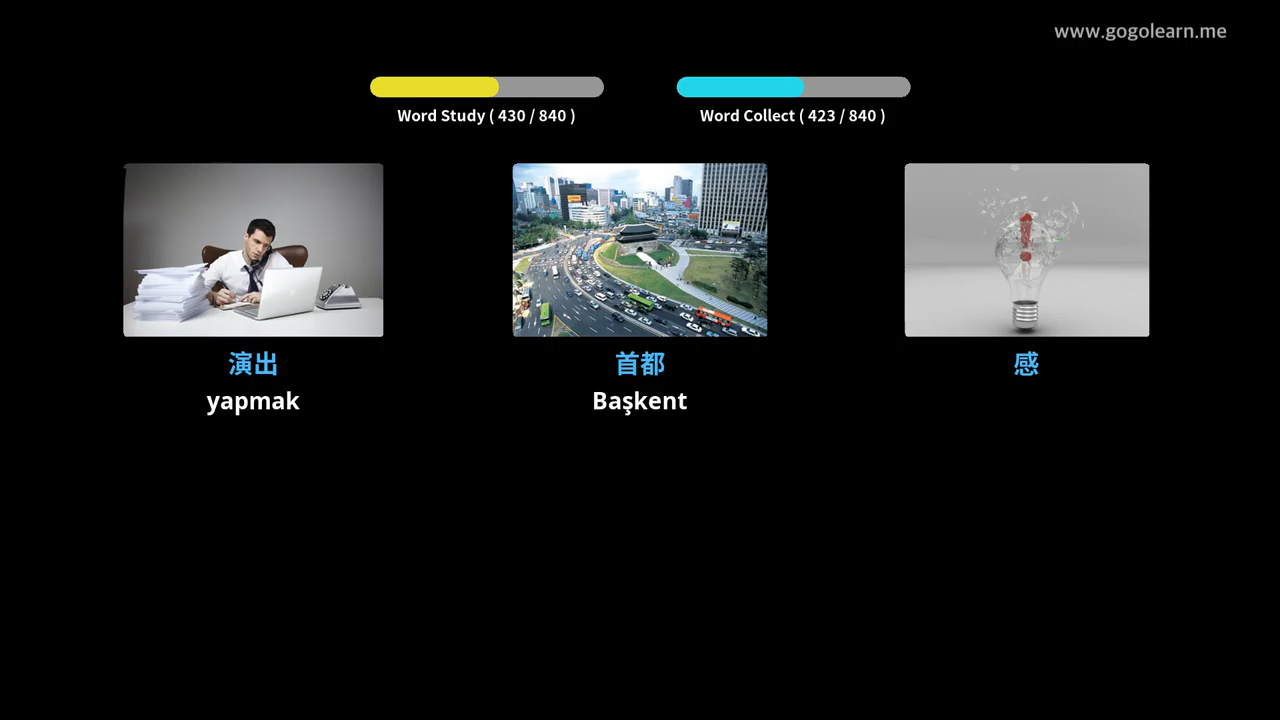 www.gogolearn.me
Word Study ( 430 / 840 )
Word Collect ( 423 / 840 )
演出
首都
感
yapmak
Başkent